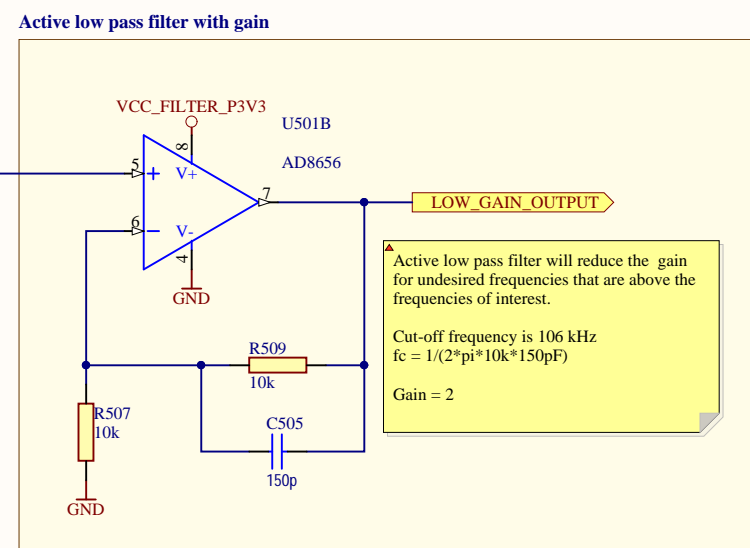 Active low pass filter with gain
VCC_FILTER_P3V3
U501B
AD8656
8
5
+
V+
7
LOW_GAIN_OUTPUT
6
−
V-
4
GND
Active low pass filter will reduce the  gain
for undesired frequencies that are above the
frequencies of interest.
Cut-off frequency is 106 kHz
fc = 1/(2*pi*10k*150pF)
Gain = 2
R509
10k
R507
10k
C505
150p
GND